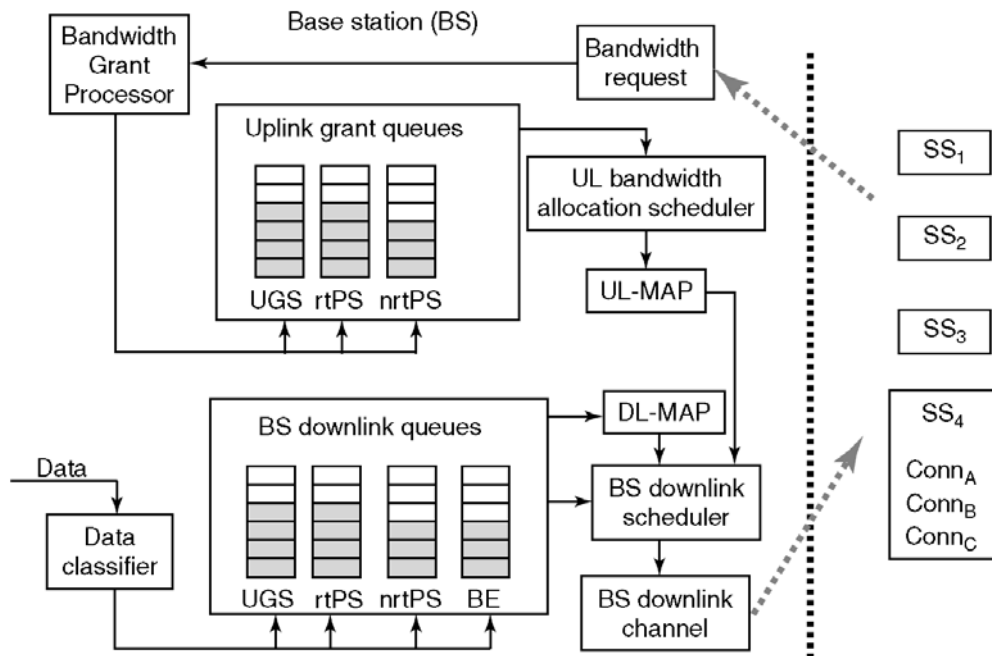 Base station (BS)
Bandwidth
Grant
Processor
Bandwidth
request
Uplink grant queues
UGS rtPS nrtPS
UL bandwidth
allocation scheduler
UL-MAP
SS1
SS2
SS3
SS4
ConnA
ConnB
ConnC
Data
Data
classifier
BS downlink queues
UGS rtPS nrtPS BE
DL-MAP
BS downlink
scheduler
BS downlink
channel